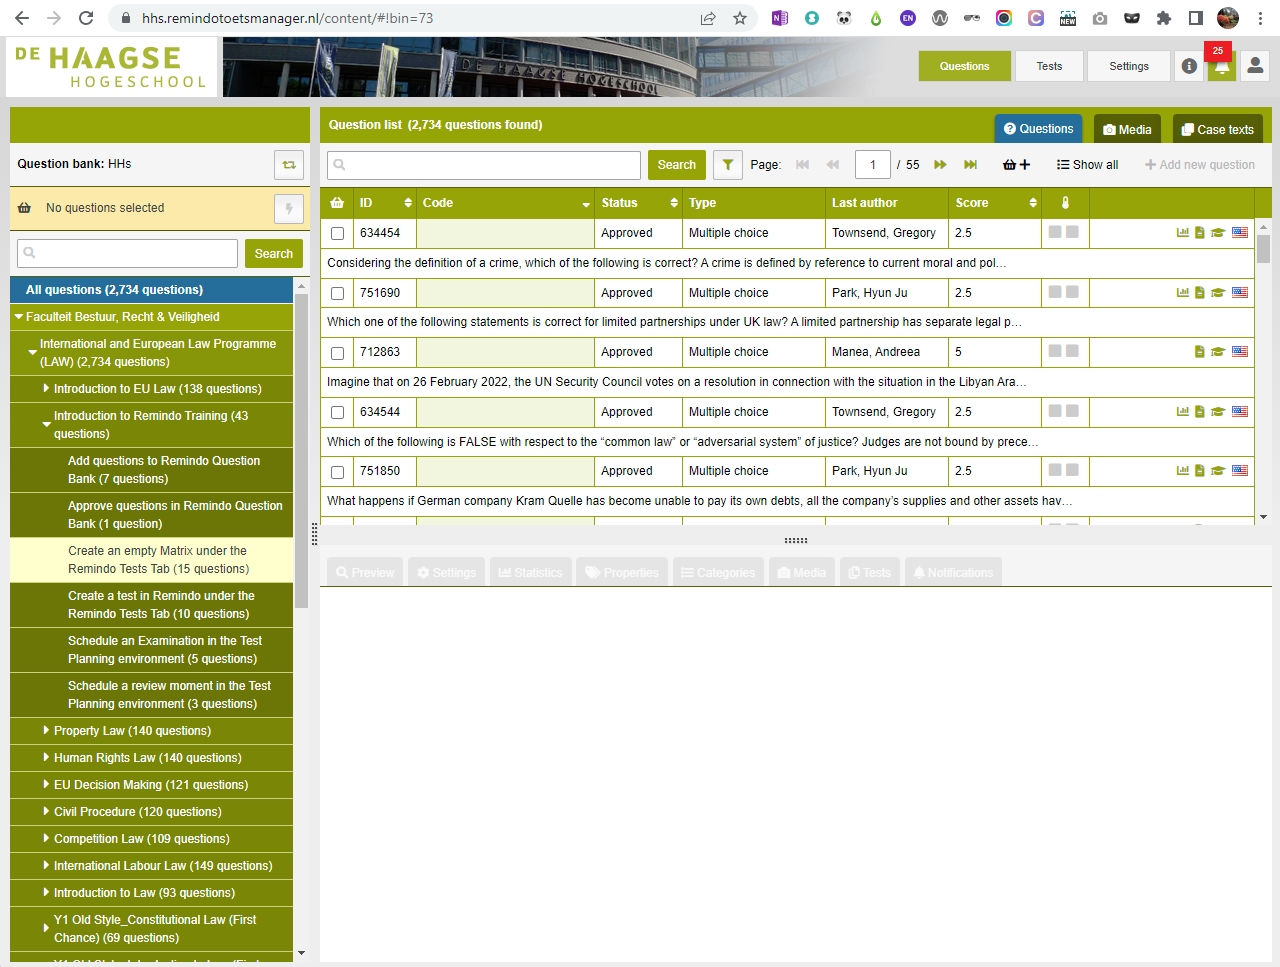 hhs.remindotoetsmanager.nl/content/#!bin=73
DE HAAGSE
HOGESCHOOL
DE HAAGSE HOGESCHOOL
Questions
Tests
Settings
25
Question list (2,734 questions found)
Questions
Media
Case texts
Question bank: HHs
Search
Page:
1
/ 55
Show all
Add new question
No questions selected
Search
ID
Code
Status
Type
Last author
Score
634454
Approved
Multiple choice
Townsend, Gregory
2.5
Considering the definition of a crime, which of the following is correct? A crime is defined by reference to current moral and pol…
751690
Approved
Multiple choice
Park, Hyun Ju
2.5
Which one of the following statements is correct for limited partnerships under UK law? A limited partnership has separate legal p…
712863
Approved
Multiple choice
Manea, Andreea
5
Imagine that on 26 February 2022, the UN Security Council votes on a resolution in connection with the situation in the Libyan Ara…
634544
Approved
Multiple choice
Townsend, Gregory
2.5
Which of the following is FALSE with respect to the “common law” or “adversarial system” of justice? Judges are not bound by prece…
751850
Approved
Multiple choice
Park, Hyun Ju
2.5
What happens if German company Kram Quelle has become unable to pay its own debts, all the company’s supplies and other assets hav…
All questions (2,734 questions)
Faculteit Bestuur, Recht & Veiligheid
International and European Law Programme
(LAW) (2,734 questions)
Introduction to EU Law (138 questions)
Introduction to Remindo Training (43
questions)
Add questions to Remindo Question
Bank (7 questions)
Approve questions in Remindo Question
Bank (1 question)
Create an empty Matrix under the
Remindo Tests Tab (15 questions)
Create a test in Remindo under the
Remindo Tests Tab (10 questions)
Schedule an Examination in the Test
Planning environment (5 questions)
Schedule a review moment in the Test
Planning environment (3 questions)
Property Law (140 questions)
Human Rights Law (140 questions)
EU Decision Making (121 questions)
Civil Procedure (120 questions)
Competition Law (109 questions)
International Labour Law (149 questions)
Introduction to Law (93 questions)
Y1 Old Style_Constitutional Law (First
Chance) (69 questions)
Preview
Settings
Statistics
Properties
Categories
Media
Tests
Notifications